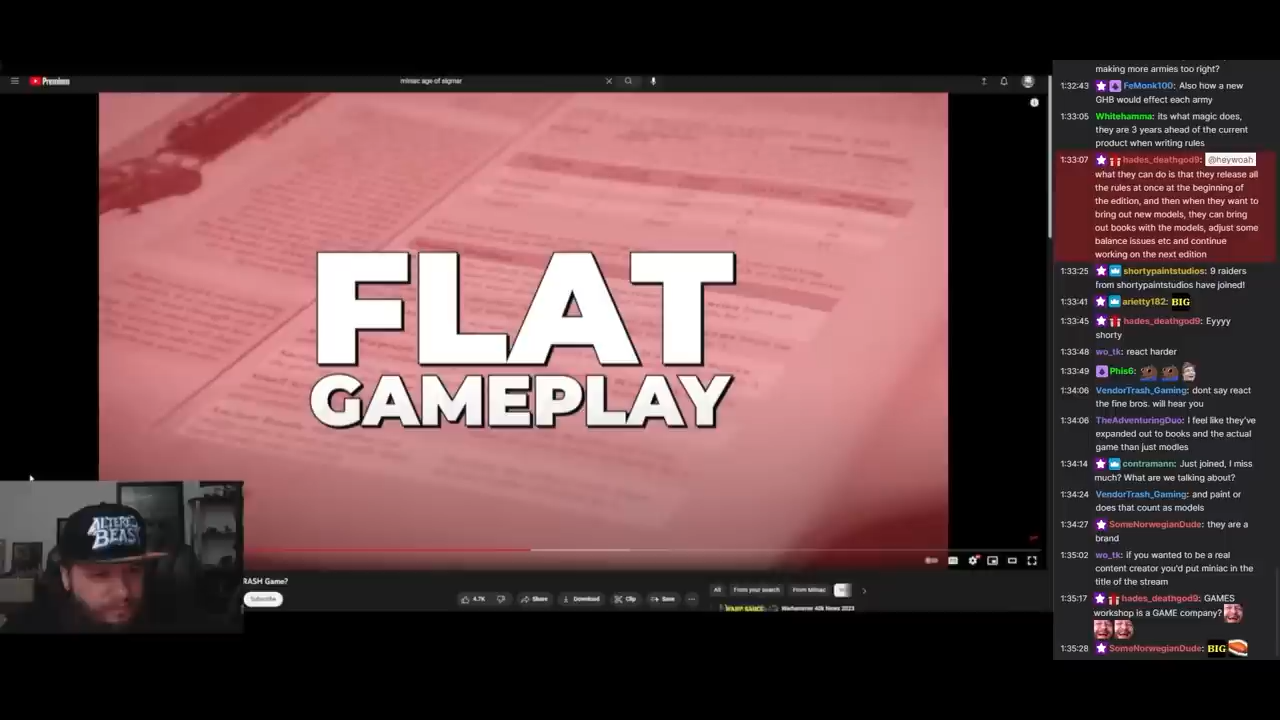 Premium
miniac age of sigmar
FLAT
GAMEPLAY
ALTERED
BEAST
RASH Game?
Subscribe
4.7K
Share
Download
Clip
Save
All
From your search
From Miniac
Warhammer 40k News 2023
making more armies too right?
1:32:43 FeMonk100: Also how a new
GHB would effect each army
1:33:05 Whitehamma: its what magic does,
they are 3 years ahead of the current
product when writing rules
1:33:07 hades_deathgod9: @heywoah
what they can do is that they release all
the rules at once at the beginning of
the edition, and then when they want to
bring out new models, they can bring
out books with the models, adjust some
balance issues etc and continue
working on the next edition
1:33:25 shortypaintstudios: 9 raiders
from shortypaintstudios have joined!
1:33:41 arietty182: BIG
1:33:45 hades_deathgod9: Eyyyy
shorty
1:33:48 wo_tk: react harder
1:33:49 Phis6:
1:34:06 VendorTrash_Gaming: dont say react
the fine bros. will hear you
1:34:06 TheAdventuringDuo: I feel like they've
expanded out to books and the actual
game than just modles
1:34:14 contramann: Just joined, I miss
much? What are we talking about?
1:34:24 VendorTrash_Gaming: and paint or
does that count as models
1:34:27 SomeNorwegianDude: they are a
brand
1:35:02 wo_tk: if you wanted to be a real
content creator you'd put miniac in the
title of the stream
1:35:17 hades_deathgod9: GAMES
workshop is a GAME company?
1:35:28 SomeNorwegianDude: BIG